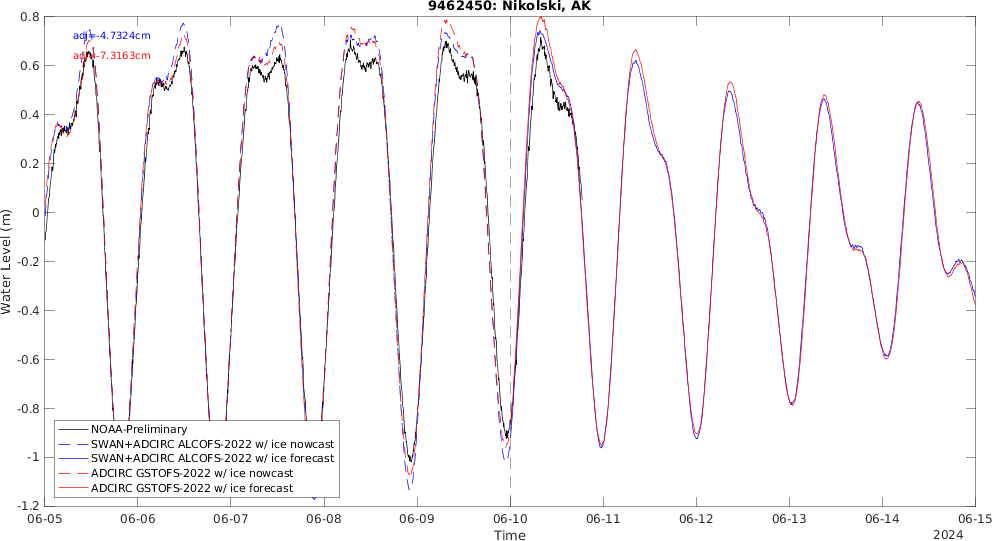 9462450: Nikolski, AK
adj=-4.7324cm
adj=-7.3163cm
Water Level (m)
0.8
0.6
0.4
0.2
0
-0.2
-0.4
-0.6
-0.8
-1
-1.2
NOAA-Preliminary
SWAN+ADCIRC ALCOFS-2022 w/ ice nowcast
SWAN+ADCIRC ALCOFS-2022 w/ ice forecast
ADCIRC GSTOFS-2022 w/ ice nowcast
ADCIRC GSTOFS-2022 w/ ice forecast
06-05 06-06 06-07 06-08 06-09 06-10 06-11 06-12 06-13 06-14 06-15
Time
2024